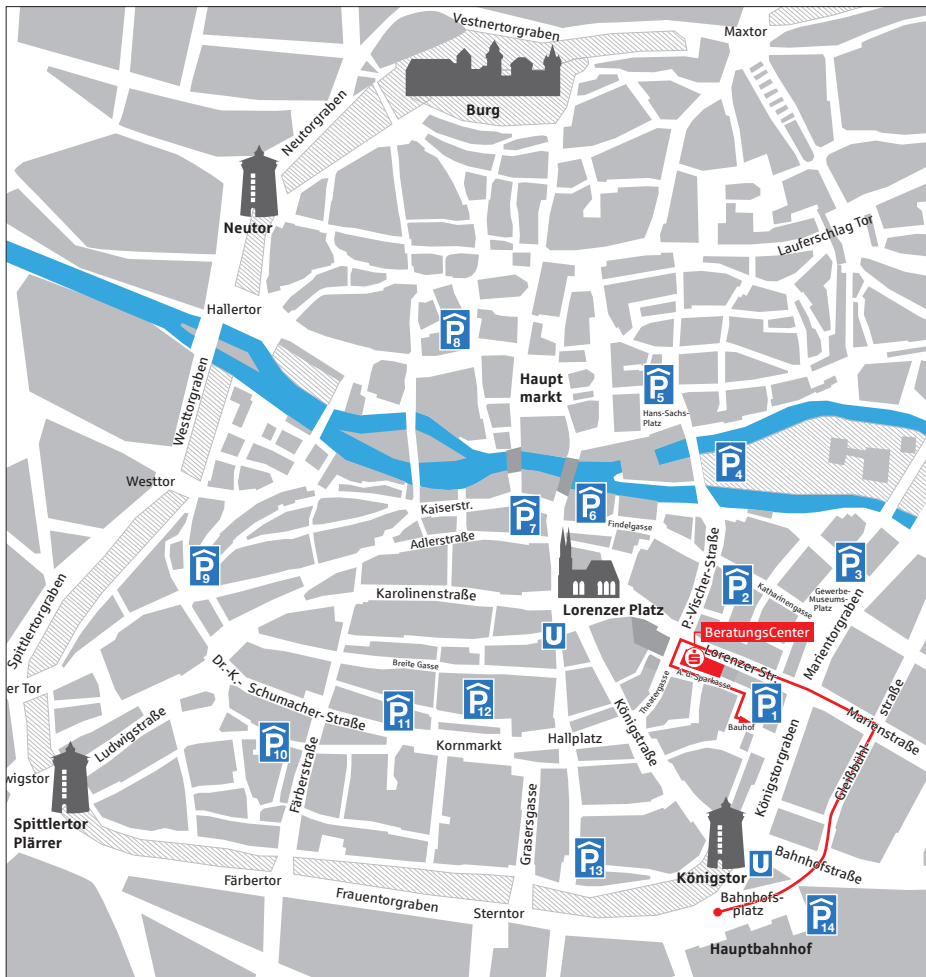 Vestnertorgraben
Maxtor
Burg
Neutorgraben
Neutor
Lauferschlag Tor
Hallertor
P
8
Haupt
markt
P
5
Hans-Sachs-
Platz
Westtorgraben
P
4
Westtor
Kaiserstr.
P
7
P
6
Findelgasse
Adlerstraße
P
9
P.-Vischer-Straße
P
2
Katharinengasse
P
3
Gewerbe-
Museums-
Platz
Karolinenstraße
Lorenzer Platz
U
Marientorgraben
Spittlertorgraben
BeratungsCenter
Lorenzer Str.
A. d. Sparkasse
Theatergasse
Breite Gasse
er Tor
Dr.-K.- Schumacher-Straße
Ludwigstraße
P
11
P
12
P
1
Bauhof
Marienstraße
Gleißbühl-
straße
P
10
Kornmarkt
Hallplatz
Königstraße
Königstorgraben
Färberstraße
wigstor
Spittlertor
Plärrer
Grasersgasse
P
13
U
Bahnhofstraße
Königstor
Färbertor
Frauentorgraben
Sterntor
Bahnhofs-
platz
P
14
Hauptbahnhof